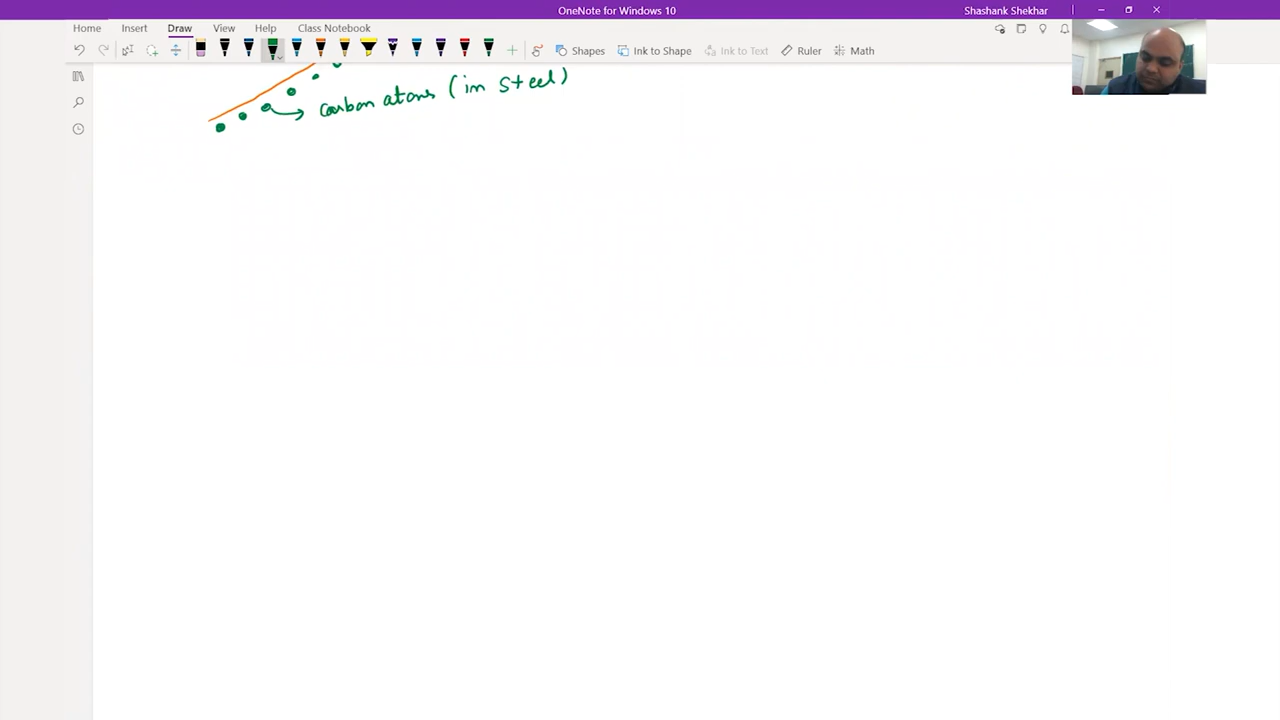 OneNote for Windows 10
Shashank Shekhar
Home Insert Draw View Help Class Notebook
Shapes Ink to Shape Ink to Text Ruler Math
carbon atoms (in steel)